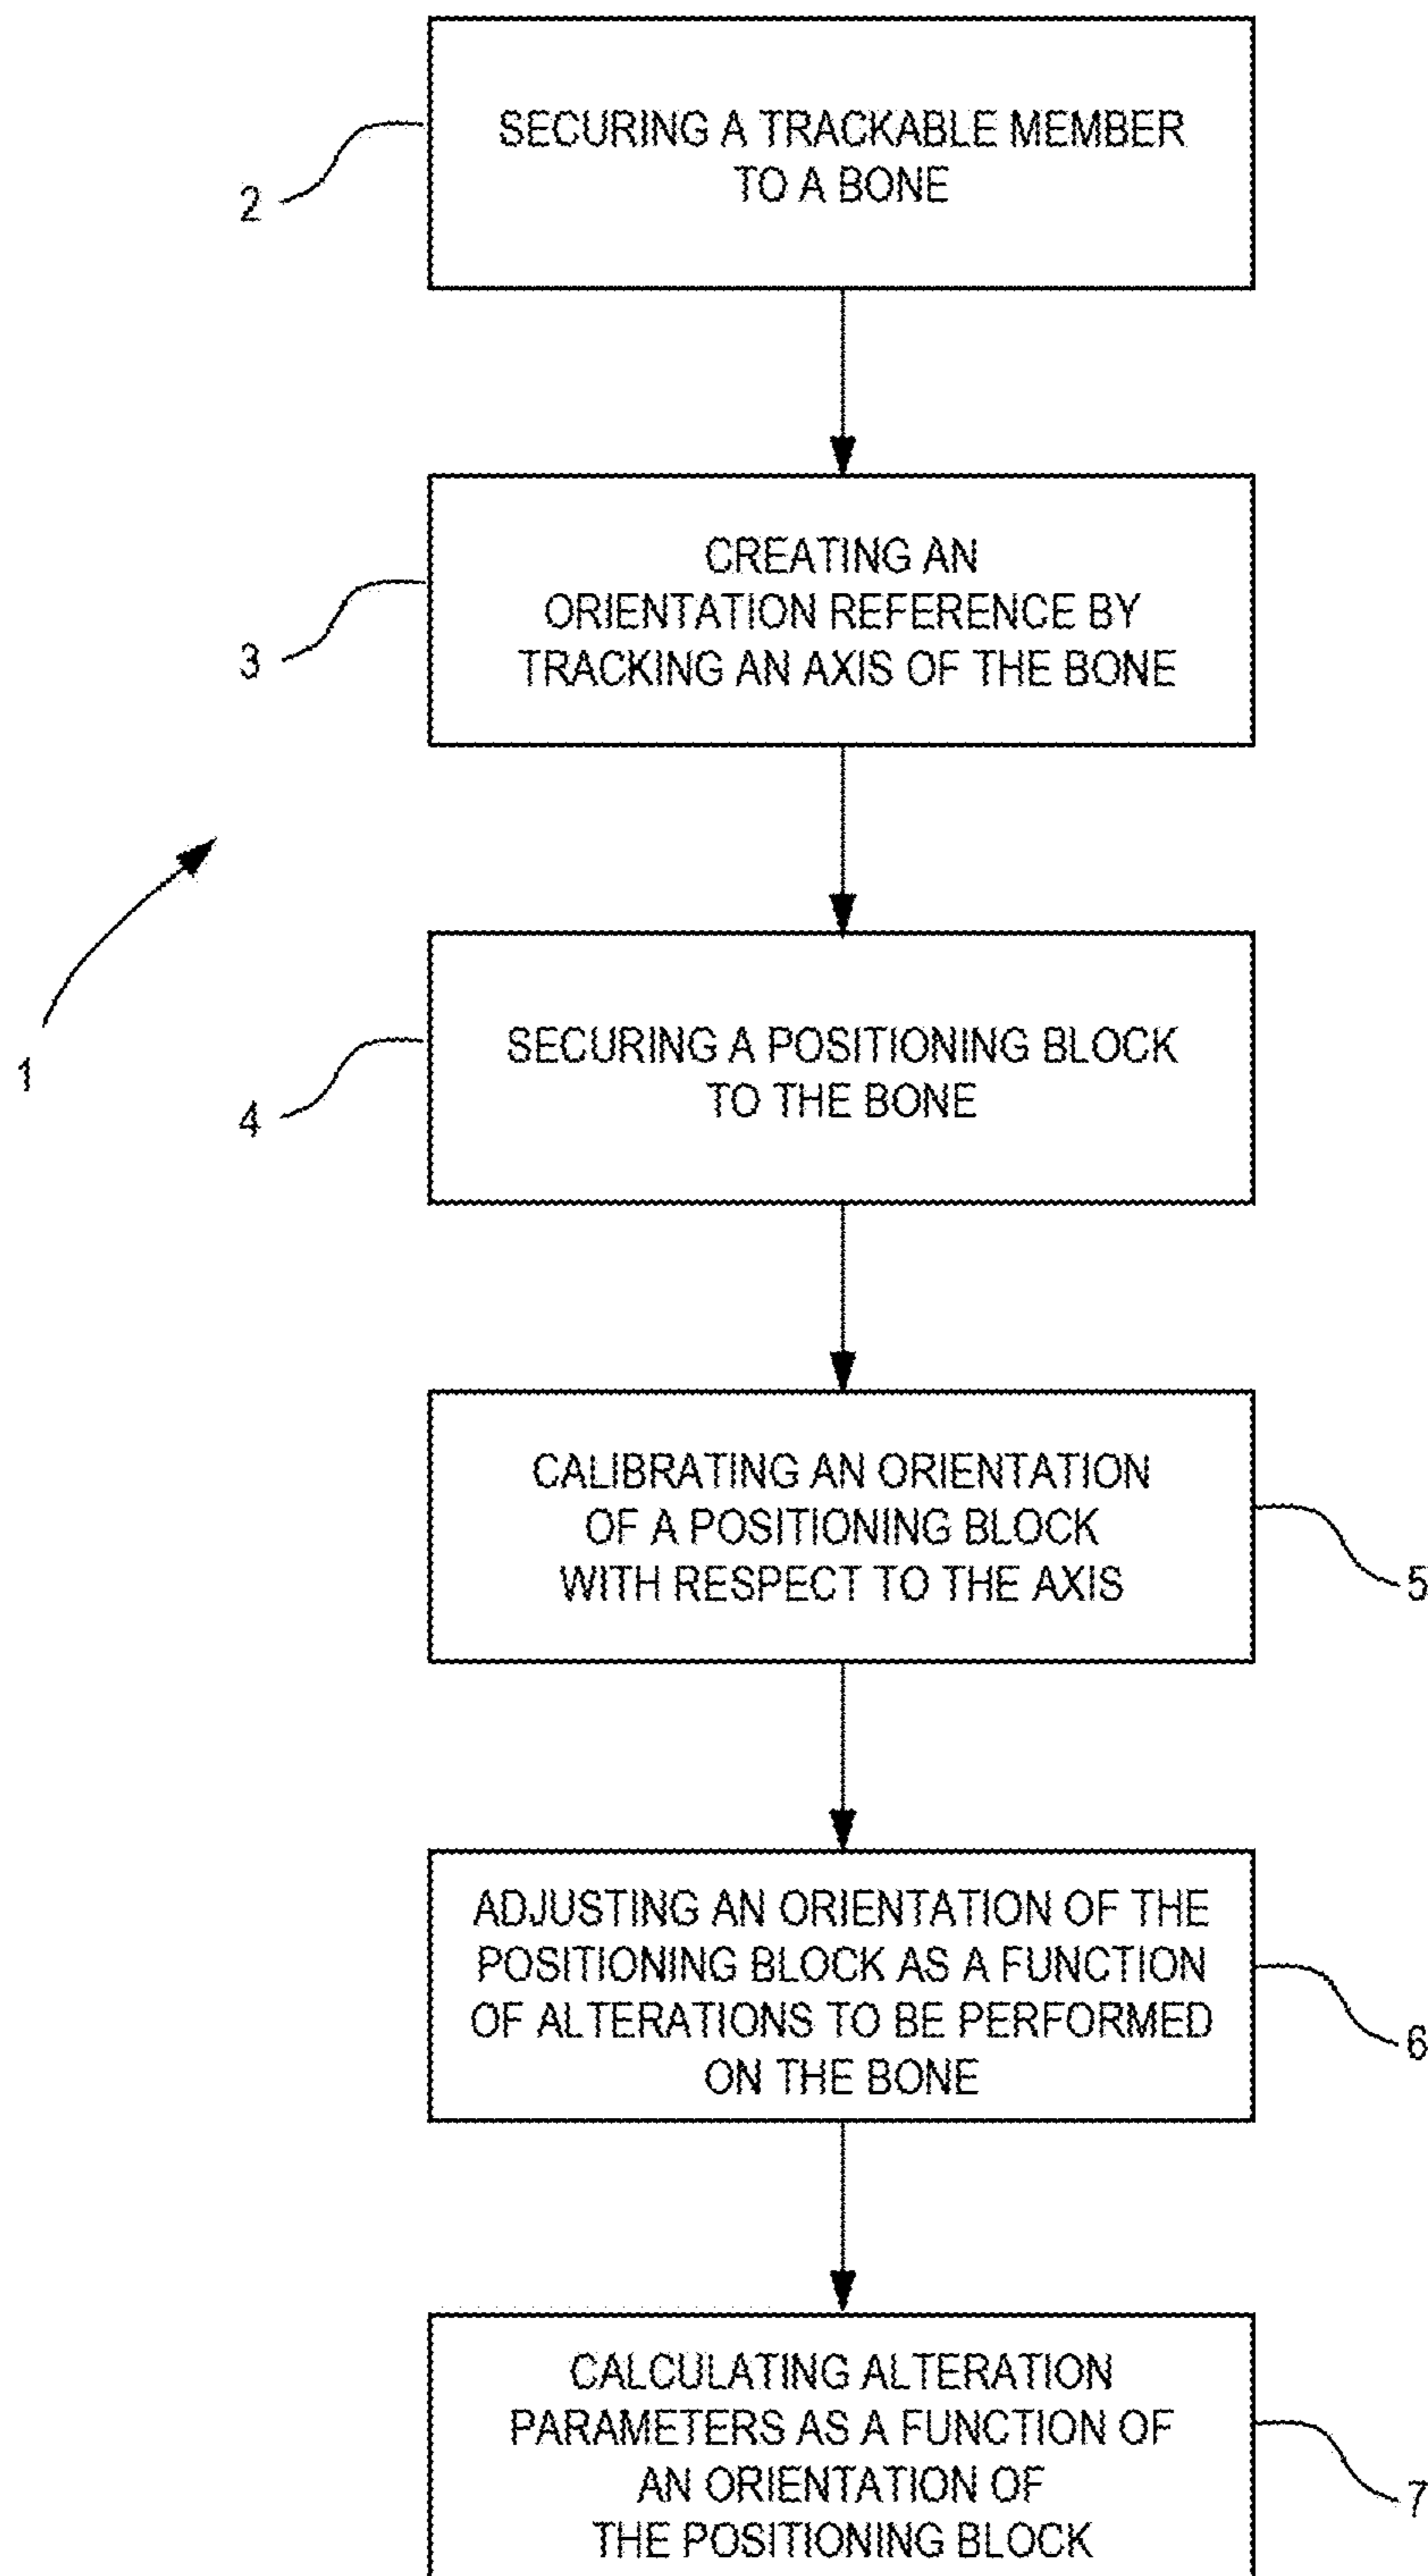 SECURING A TRACKABLE MEMBER
TO A BONE
2
CREATING AN
ORIENTATION REFERENCE BY
TRACKING AN AXIS OF THE BONE
3
1
SECURING A POSITIONING BLOCK
TO THE BONE
4
CALIBRATING AN ORIENTATION
OF A POSITIONING BLOCK
WITH RESPECT TO THE AXIS
5
ADJUSTING AN ORIENTATION OF THE
POSITIONING BLOCK AS A FUNCTION
OF ALTERATIONS TO BE PERFORMED
ON THE BONE
6
CALCULATING ALTERATION
PARAMETERS AS A FUNCTION OF
AN ORIENTATION OF
THE POSITIONING BLOCK
7